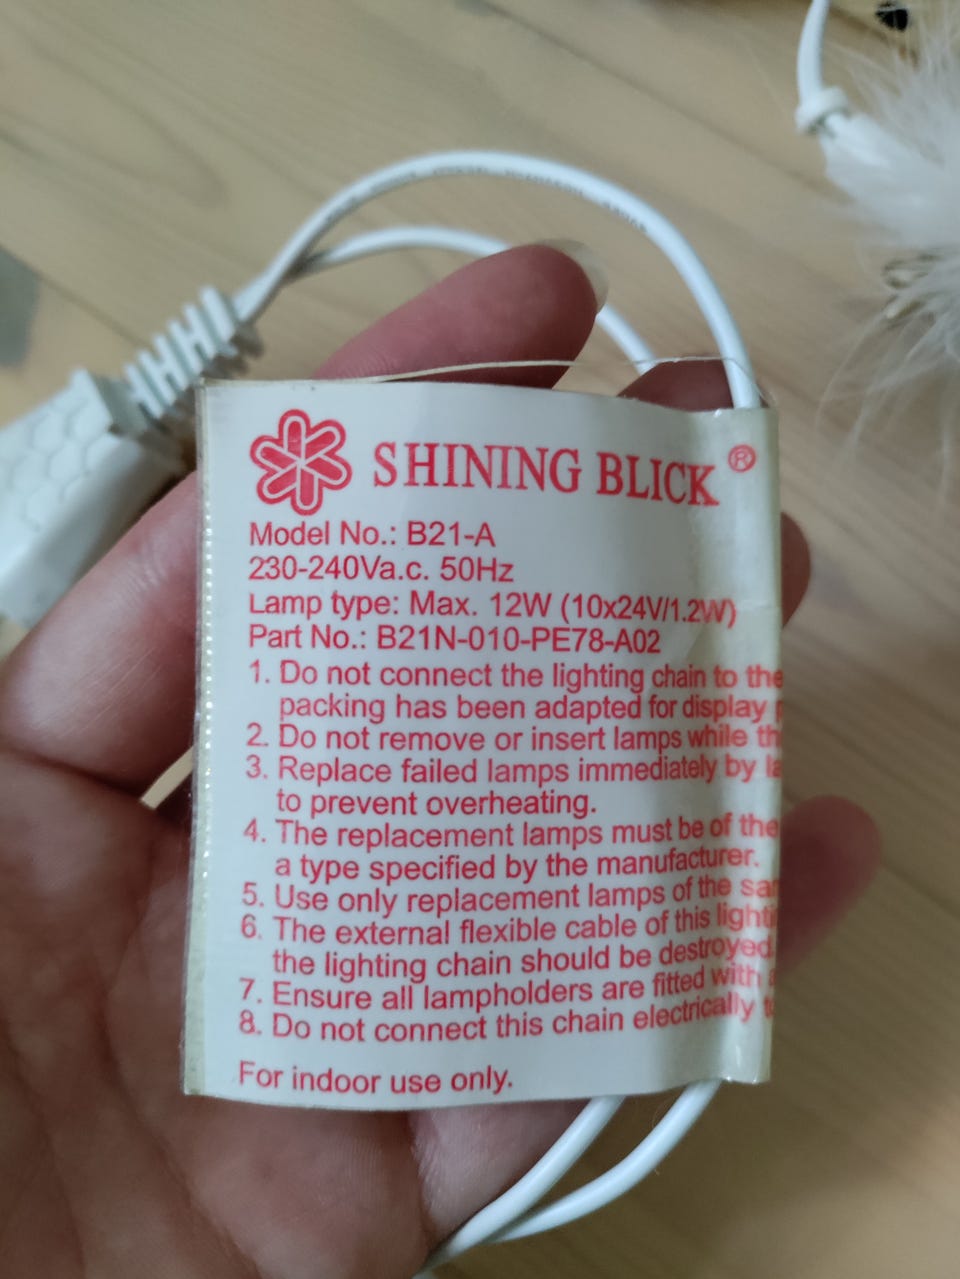 SHINING BLICK ®
Model No.: B21-A
230-240Va.c. 50Hz
Lamp type: Max. 12W (10x24V/1.2W)
Part No.: B21N-010-PE78-A02
1. Do not connect the lighting chain to the
packing has been adapted for display
2. Do not remove or insert lamps while
3. Replace failed lamps immediately by
to prevent overheating.
4. The replacement lamps must be of the
a type specified by the manufacturer.
5. Use only replacement lamps of the
6. The external flexible cable of this
the lighting chain should be destroyed.
7. Ensure all lampholders are fitted with
8. Do not connect this chain electrically
For indoor use only.